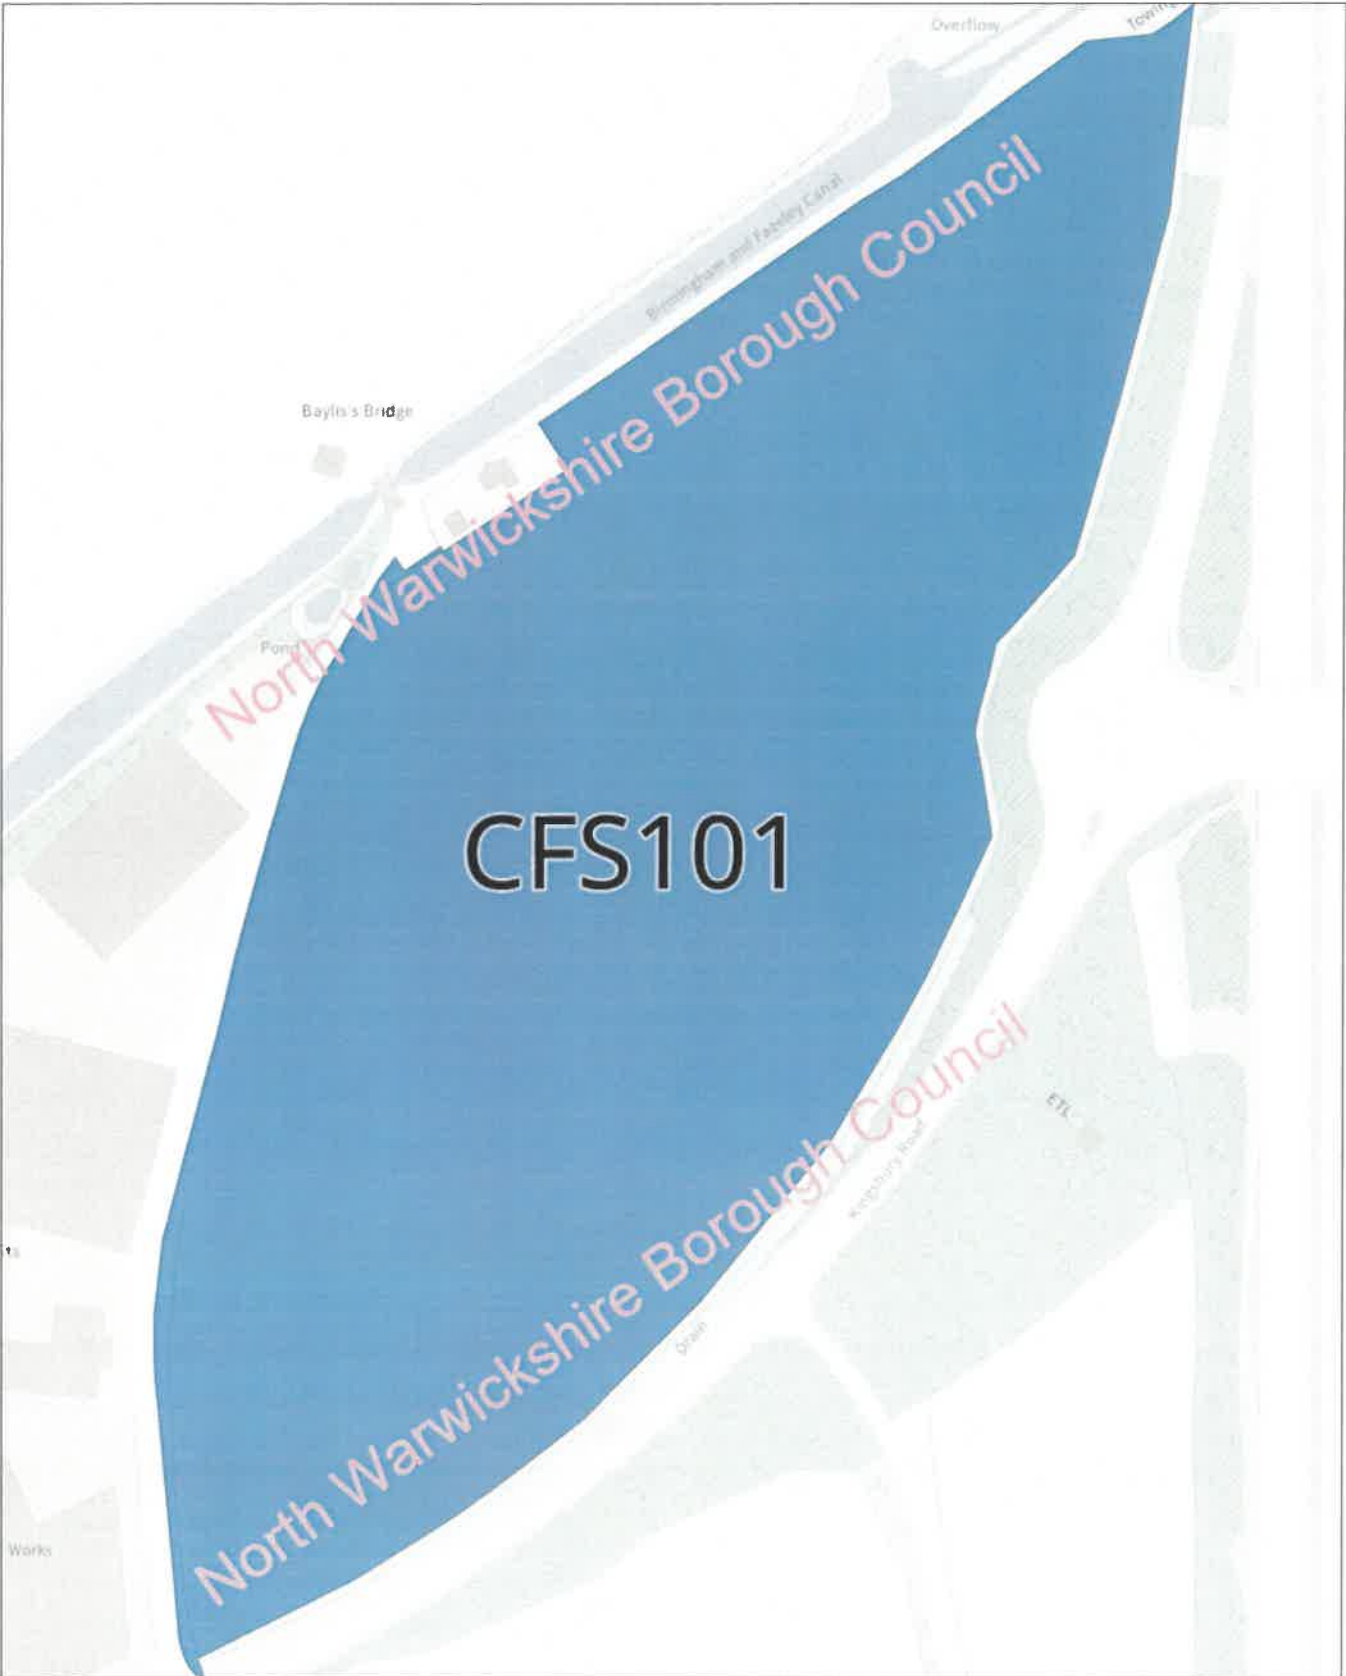 Overflow
Towing
Birmingham and Fazeley Canal
North Warwickshire Borough Council
Baylis's Bridge
Pond
CFS101
North Warwickshire Borough Council
ETL
Kingsbury Road
Drain
Works